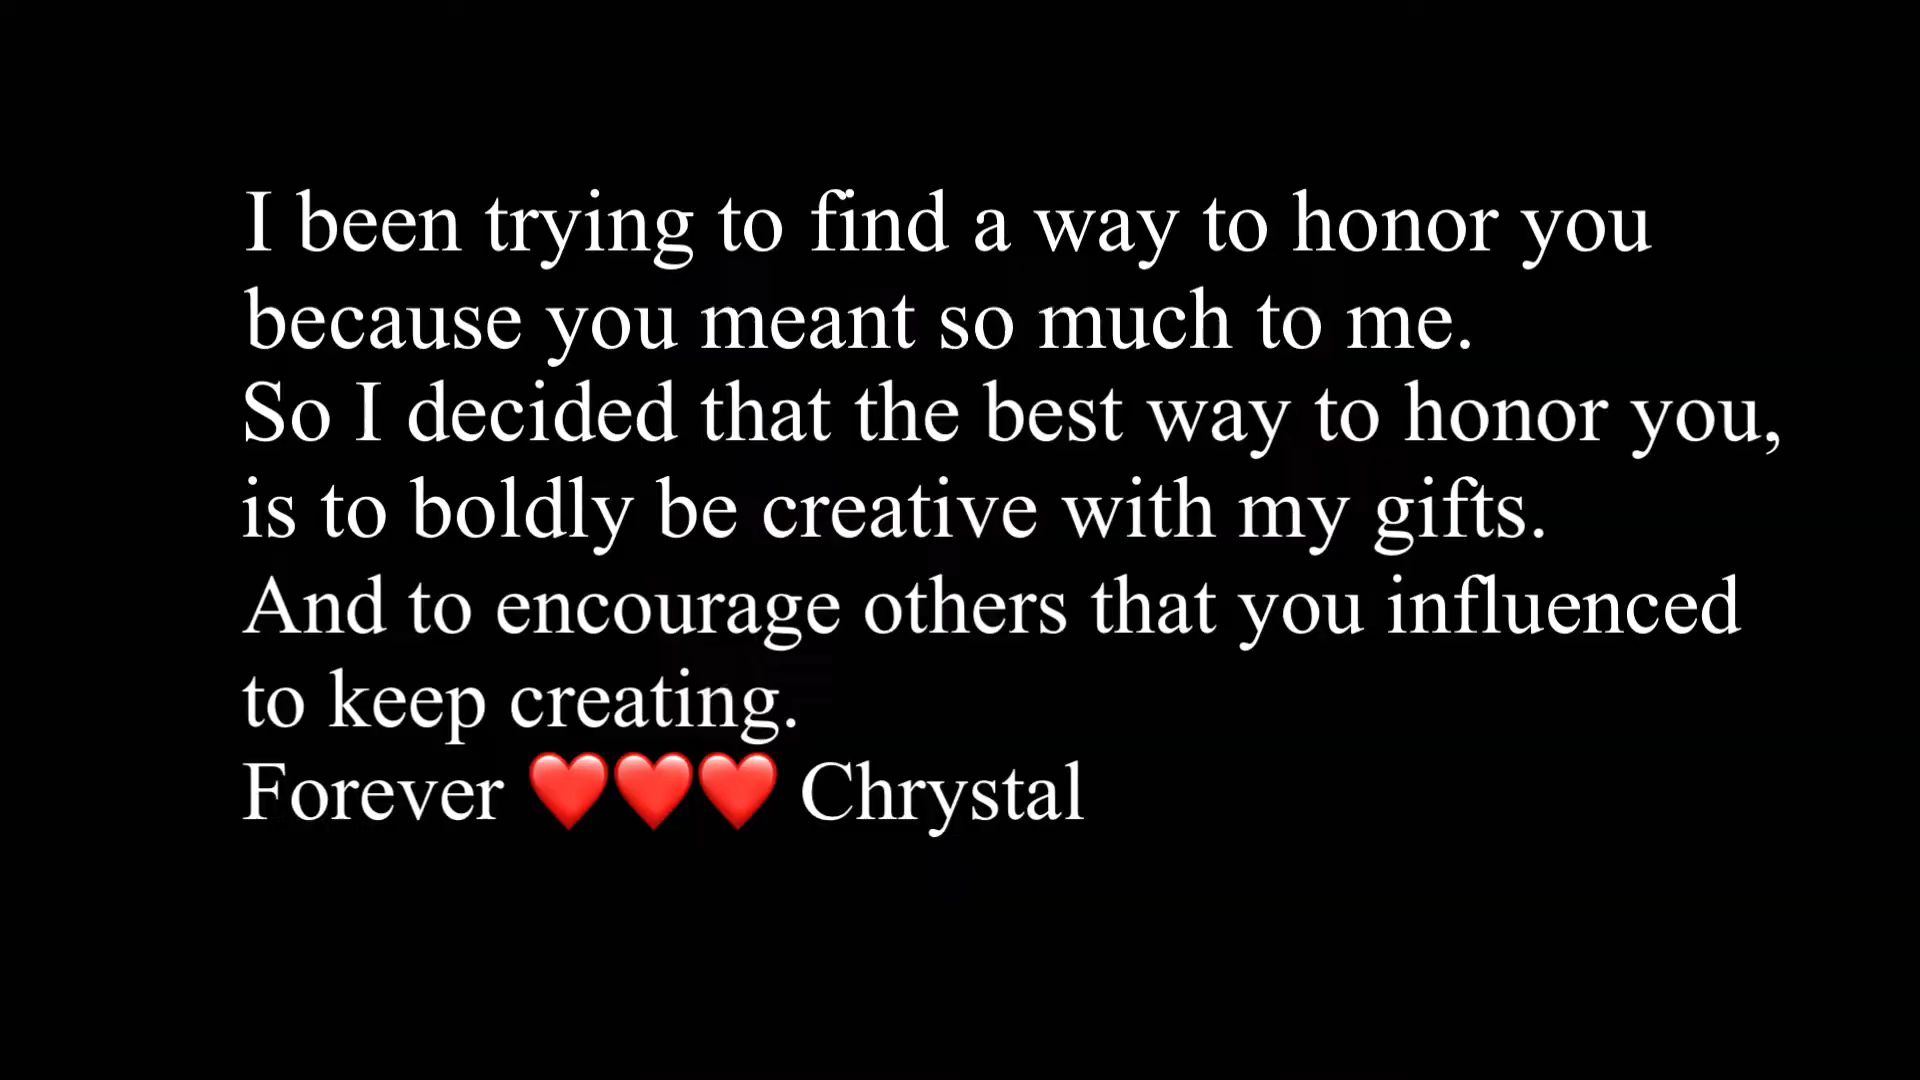 I been trying to find a way to honor you
because you meant so much to me.
So I decided that the best way to honor you,
is to boldly be creative with my gifts.
And to encourage others that you influenced
to keep creating.
Forever ❤️❤️❤️ Chrystal